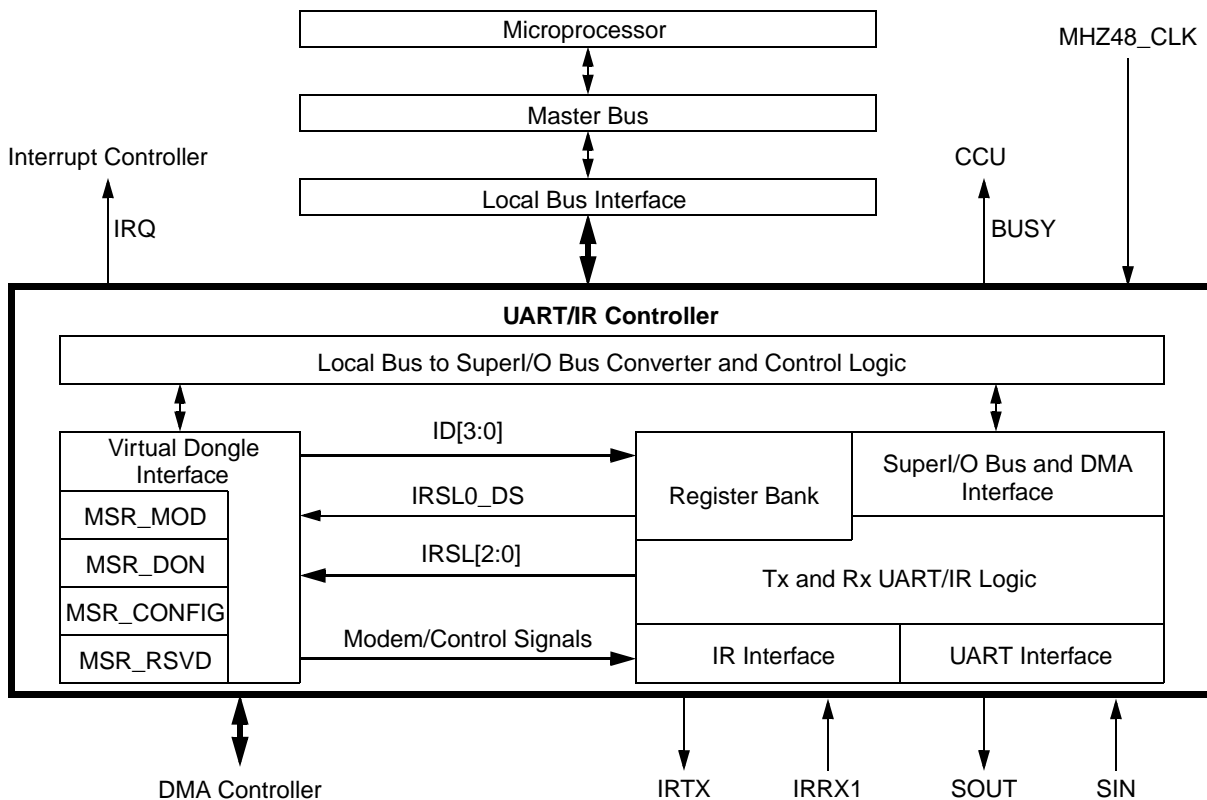 Microprocessor
MHZ48_CLK
Master Bus
Interrupt Controller
CCU
Local Bus Interface
IRQ
BUSY
UART/IR Controller
Local Bus to SuperI/O Bus Converter and Control Logic
Virtual Dongle
Interface
MSR_MOD
MSR_DON
MSR_CONFIG
MSR_RSVD
ID[3:0]
IRSL0_DS
IRSL[2:0]
Modem/Control Signals
Register Bank
SuperI/O Bus and DMA
Interface
Tx and Rx UART/IR Logic
IR Interface
UART Interface
DMA Controller
IRTX
IRRX1
SOUT
SIN